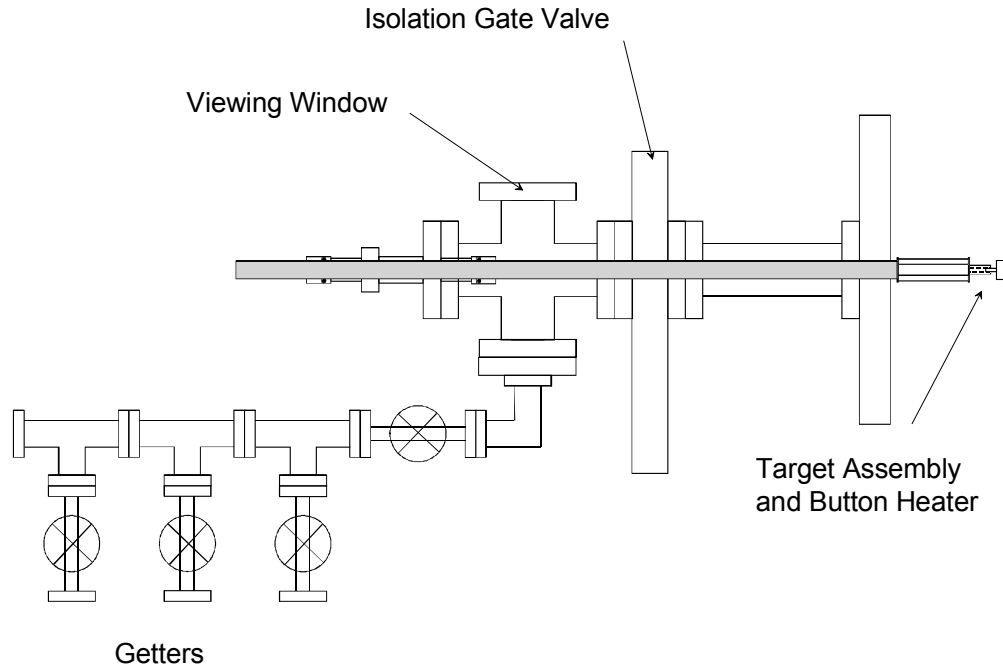 Isolation Gate Valve
Viewing Window
Target Assembly
and Button Heater
Getters